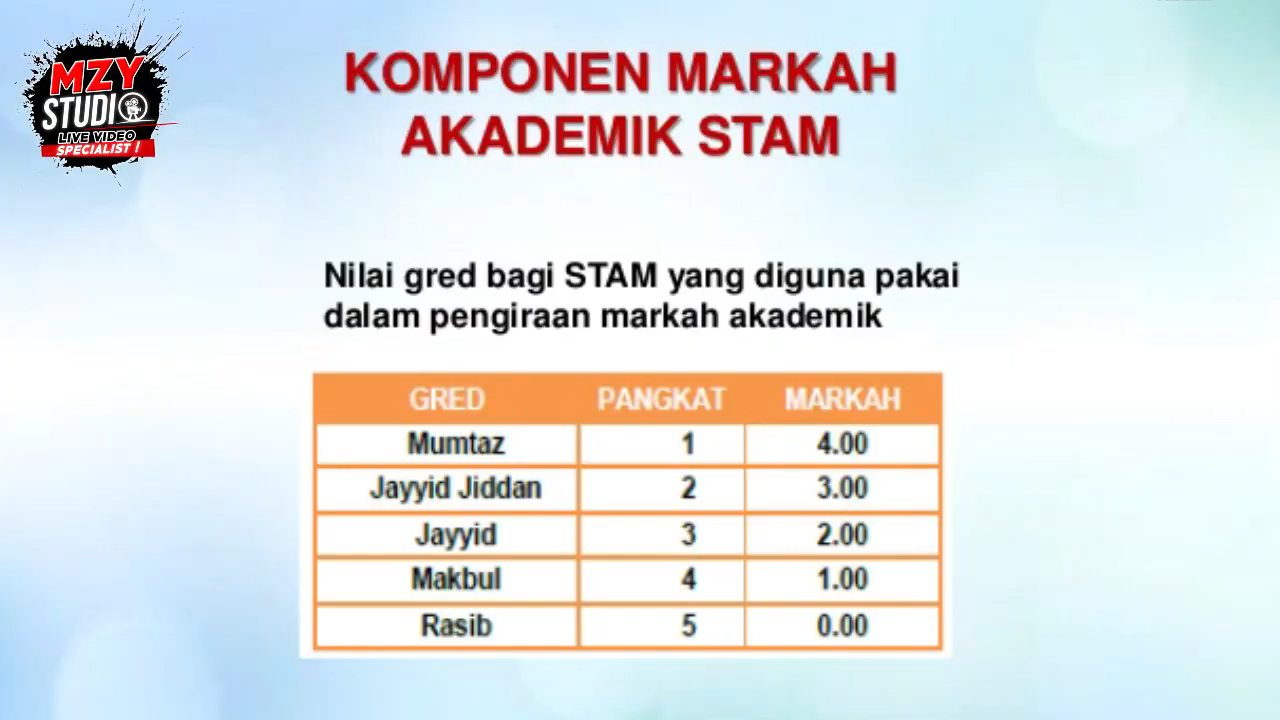 MZY
STUDIO
LIVE VIDEO
SPECIALIST !
KOMPONEN MARKAH
AKADEMIK STAM
Nilai gred bagi STAM yang diguna pakai
dalam pengiraan markah akademik
GRED PANGKAT MARKAH
Mumtaz 1 4.00
Jayyid Jiddan 2 3.00
Jayyid 3 2.00
Makbul 4 1.00
Rasib 5 0.00